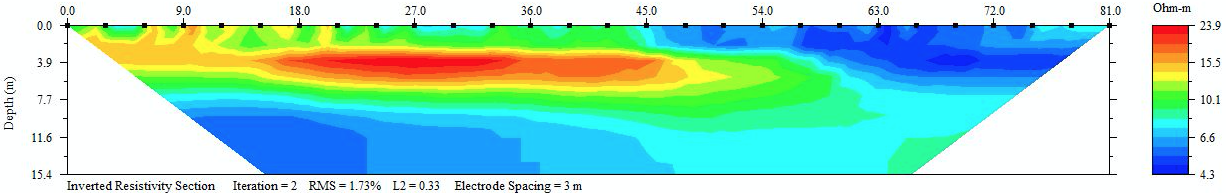 0.0 9.0 18.0 27.0 36.0 45.0 54.0 63.0 72.0 81.0 Ohm-m
0.0 23.9
3.9 15.5
Depth (m)
7.7 10.1
11.6 6.6
15.4 4.3
Inverted Resistivity Section Iteration = 2 RMS = 1.73% L2 = 0.33 Electrode Spacing = 3 m